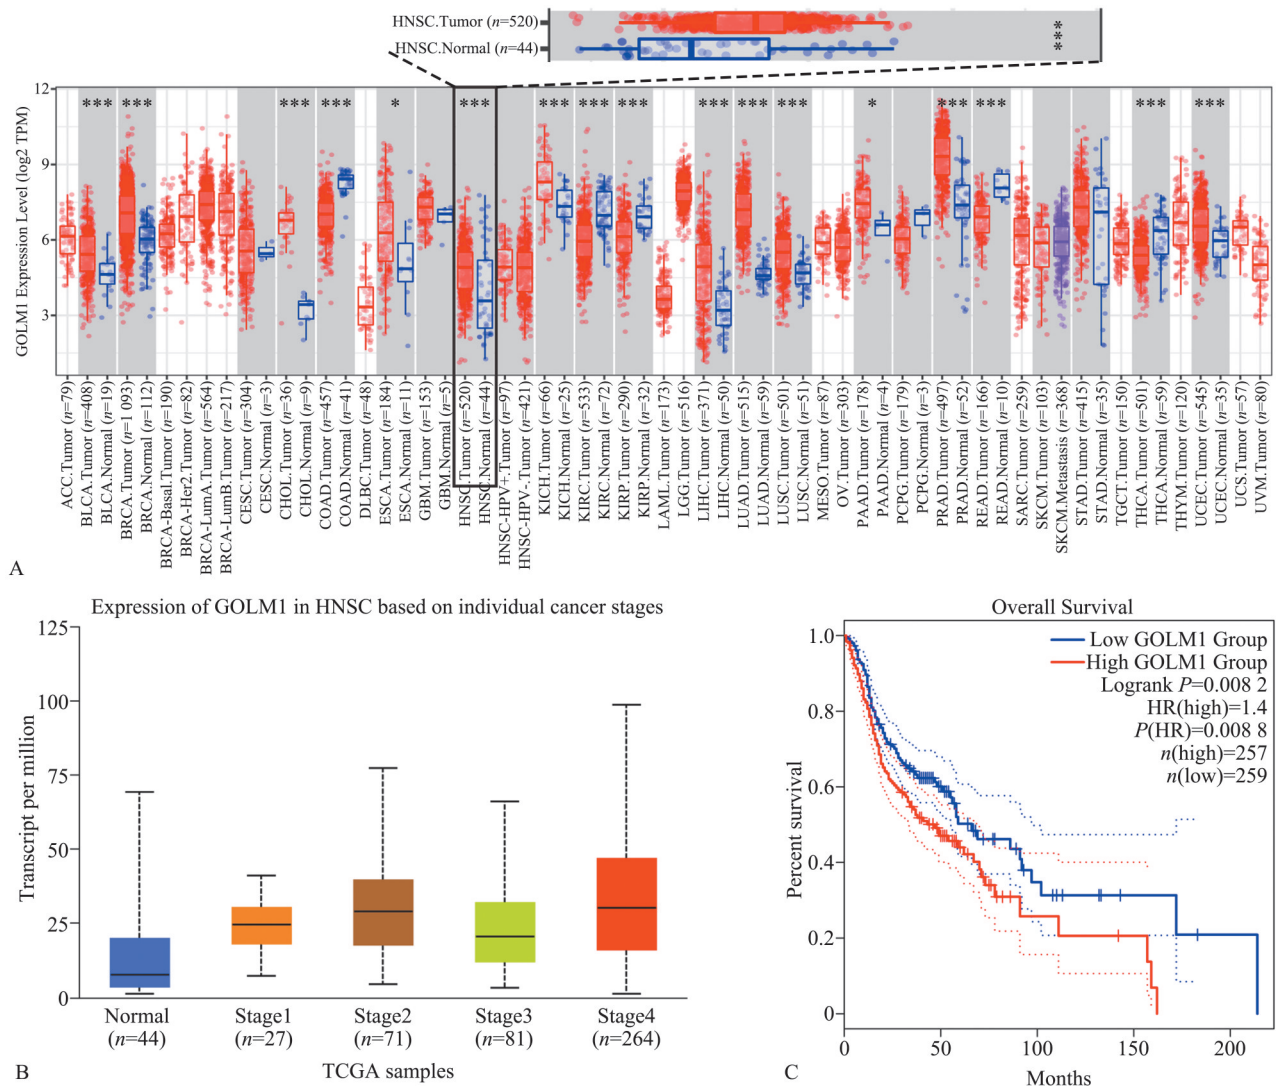 HNSC.Tumor (n=520)
HNSC.Normal (n=44)
***
GOLM1 Expression Level (log2 TPM)
12
9
6
3
*** *** *** *** * *** *** *** *** *** *** *** * *** *** *** ***
ACC.Tumor (n=79)
BLCA.Tumor (n=408)
BLCA.Normal (n=19)
BRCA.Tumor (n=1 093)
BRCA.Normal (n=112)
BRCA-Basal.Tumor (n=190)
BRCA-Her2.Tumor (n=82)
BRCA-LumA.Tumor (n=564)
BRCA-LumB.Tumor (n=217)
CESC.Tumor (n=304)
CESC.Normal (n=3)
CHOL.Tumor (n=36)
CHOL.Normal (n=9)
COAD.Tumor (n=457)
COAD.Normal (n=41)
DLBC.Tumor (n=48)
ESCA.Tumor (n=184)
ESCA.Normal (n=11)
GBM.Tumor (n=153)
GBM.Normal (n=5)
HNSC.Tumor (n=520)
HNSC.Normal (n=44)
HNSC-HPV+.Tumor (n=97)
HNSC-HPV-.Tumor (n=421)
KICH.Tumor (n=66)
KICH.Normal (n=25)
KIRC.Tumor (n=533)
KIRC.Normal (n=72)
KIRP.Tumor (n=290)
KIRP.Normal (n=32)
LAML.Tumor (n=173)
LGG.Tumor (n=516)
LIHC.Tumor (n=371)
LIHC.Normal (n=50)
LUAD.Tumor (n=515)
LUAD.Normal (n=59)
LUSC.Tumor (n=501)
LUSC.Normal (n=51)
MESO.Tumor (n=87)
OV.Tumor (n=303)
PAAD.Tumor (n=178)
PAAD.Normal (n=4)
PCPG.Tumor (n=179)
PCPG.Normal (n=3)
PRAD.Tumor (n=497)
PRAD.Normal (n=52)
READ.Tumor (n=166)
READ.Normal (n=10)
SARC.Tumor (n=259)
SKCM.Tumor (n=103)
SKCM.Metastasis (n=368)
STAD.Tumor (n=415)
STAD.Normal (n=35)
TGCT.Tumor (n=150)
THCA.Tumor (n=501)
THCA.Normal (n=59)
THYM.Tumor (n=120)
UCEC.Tumor (n=545)
UCEC.Normal (n=35)
UCS.Tumor (n=57)
UVM.Tumor (n=80)
A
Expression of GOLM1 in HNSC based on individual cancer stages
Transcript per million
125
100
75
50
25
0
Normal Stage1 Stage2 Stage3 Stage4
(n=44) (n=27) (n=71) (n=81) (n=264)
TCGA samples
B
Overall Survival
Low GOLM1 Group
High GOLM1 Group
Logrank P=0.008 2
HR(high)=1.4
P(HR)=0.008 8
n(high)=257
n(low)=259
Percent survival
1.0
0.8
0.6
0.4
0.2
0
0 50 100 150 200
Months
C